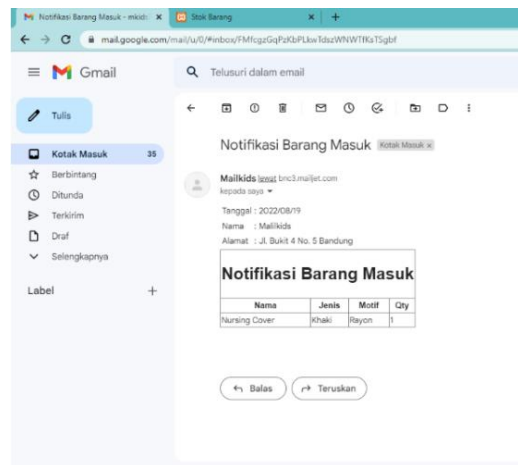 Notifikasi Barang Masuk - mkids
Stok Barang
mail.google.com/mail/u/0/#inbox/
Gmail
Telusuri dalam email
Tulis
Kotak Masuk 35
Berbintang
Ditunda
Terkirim
Draf
Selengkapnya
Label
Notifikasi Barang Masuk Kotak Masuk x
Mailkids lewat bnc3.mailjet.com
kepada saya
Tanggal : 2022/08/19
Nama : Malikids
Alamat : Jl. Bukit 4 No. 5 Bandung
Notifikasi Barang Masuk
Nama Jenis Motif Qty
Nursing Cover Khaki Rayon 1
Balas Teruskan